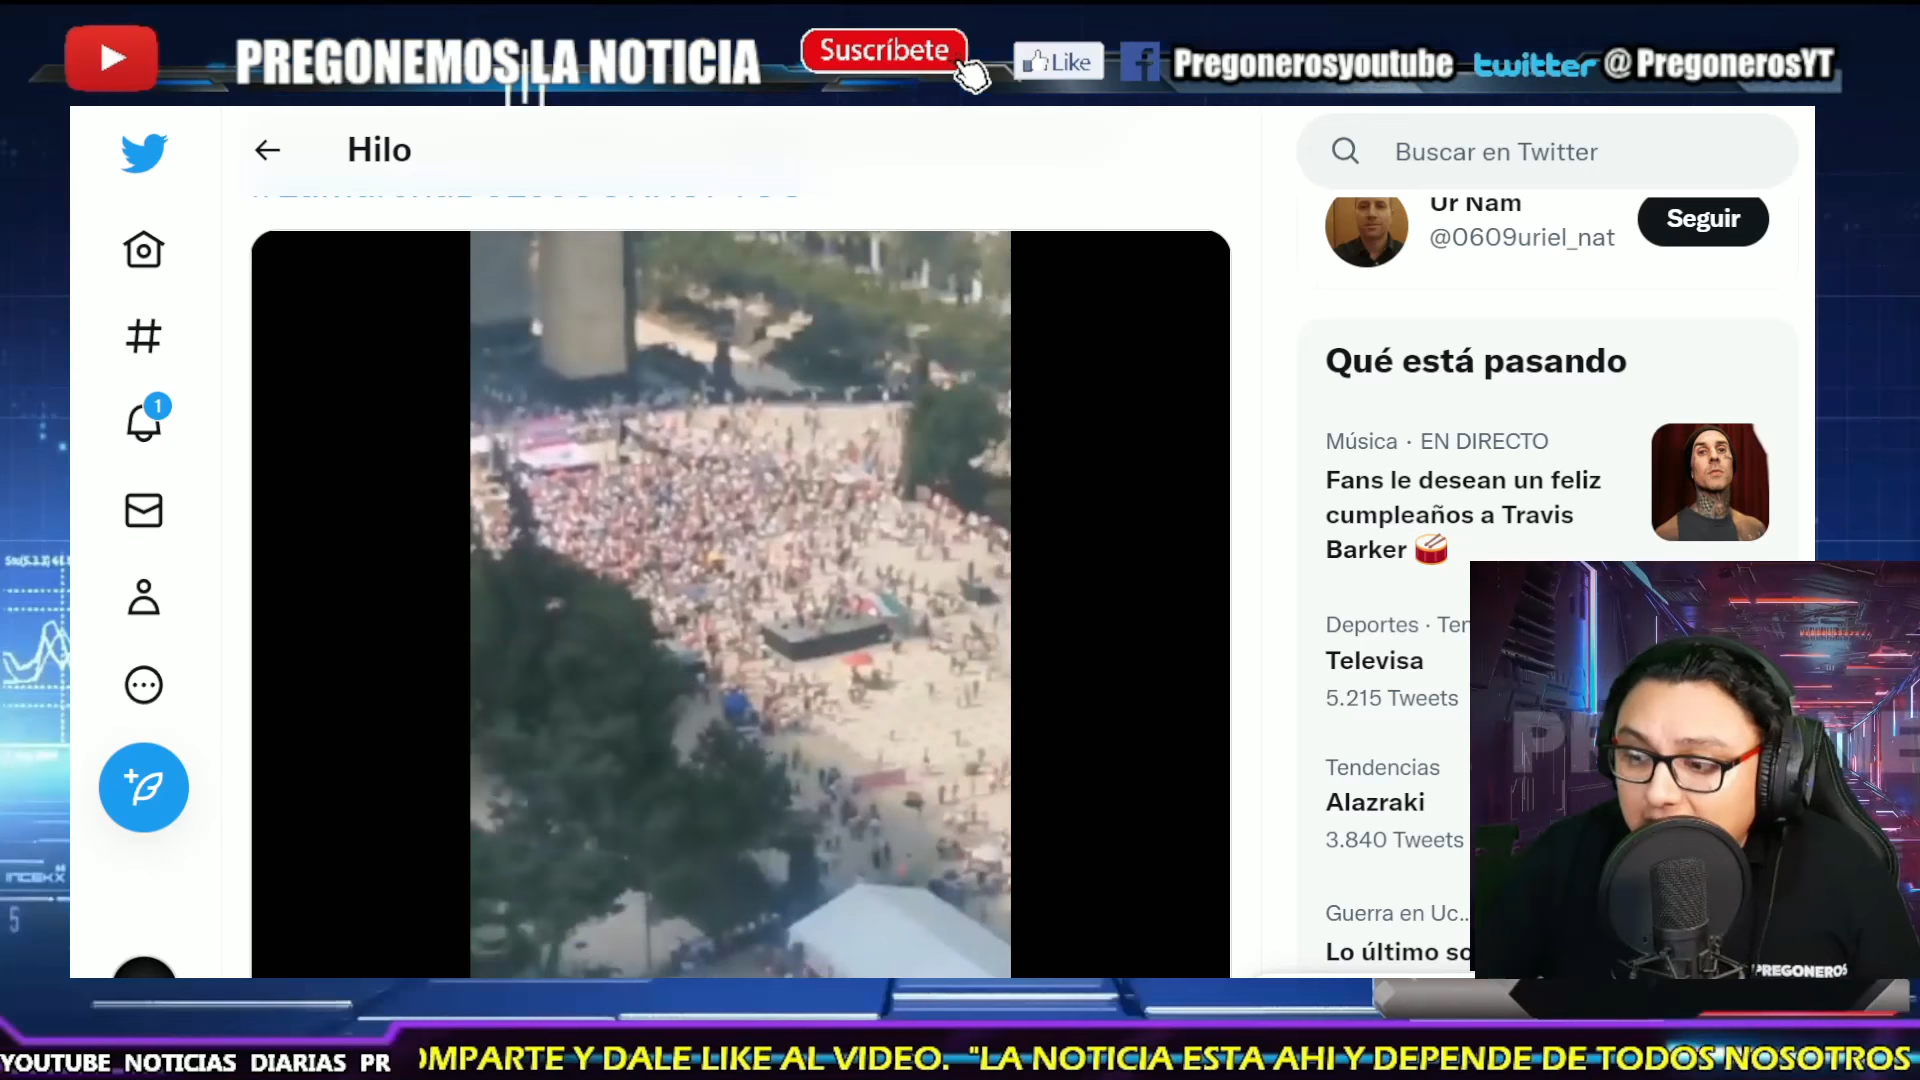 PREGONEMOS LA NOTICIA
Suscríbete
Like
Pregonerosyoutube
twitter @PregonerosYT
Hilo
Buscar en Twitter
Ur Nam
@0609uriel_nat
Seguir
Qué está pasando
Música · EN DIRECTO
Fans le desean un feliz
cumpleaños a Travis
Barker
1
Deportes · Ten
Televisa
5.215 Tweets
Tendencias
Alazraki
3.840 Tweets
Guerra en Uc...
Lo último so
PREGONEROS
YOUTUBE NOTICIAS DIARIAS PR
OMPARTE Y DALE LIKE AL VIDEO. "LA NOTICIA ESTA AHI Y DEPENDE DE TODOS NOSOTROS